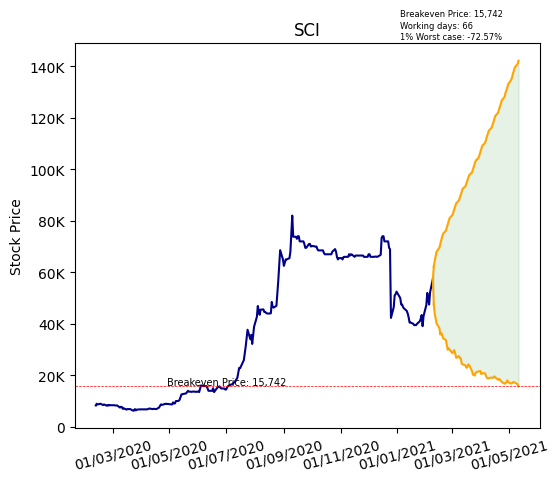 Breakeven Price: 15,742
Working days: 66
1% Worst case: -72.57%
SCI
Stock Price
140K
120K
100K
80K
60K
40K
20K
0
Breakeven Price: 15,742
01/03/2020
01/05/2020
01/07/2020
01/09/2020
01/11/2020
01/01/2021
01/03/2021
01/05/2021